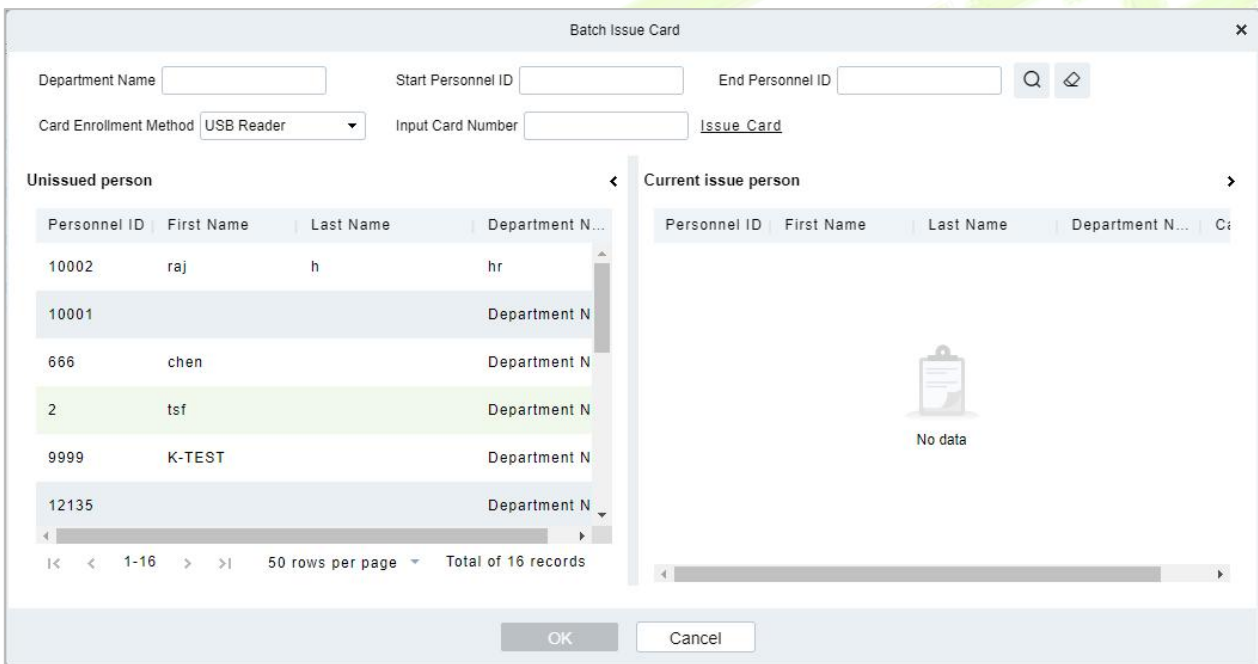 Batch Issue Card ×
Department Name Start Personnel ID End Personnel ID
Card Enrollment Method USB Reader Input Card Number Issue Card
Unissued person Current issue person
Personnel ID First Name Last Name Department N... Personnel ID First Name Last Name Department N...
10002 raj h hr
10001 Department N
666 chen Department N
2 tsf Department N
9999 K-TEST Department N
No data
12135 Department N
1-16 50 rows per page Total of 16 records
OK Cancel